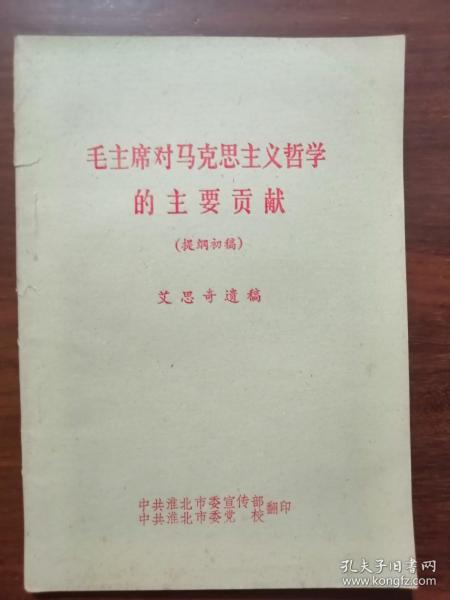 毛主席对马克思主义哲学
的主要贡献
（提纲初稿）
艾思奇遗稿
中共淮北市委宣传部
中共淮北市委党 校
翻印
孔夫子旧书网
www.kongfz.com